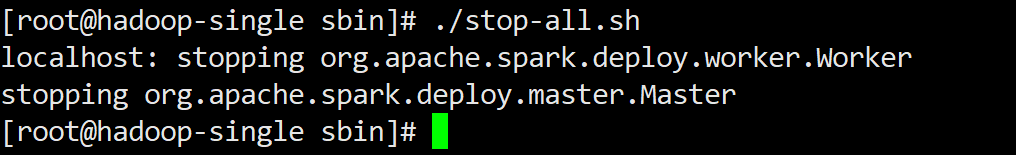 [root@hadoop-single sbin]# ./stop-all.sh
localhost: stopping org.apache.spark.deploy.worker.Worker
stopping org.apache.spark.deploy.master.Master
[root@hadoop-single sbin]#